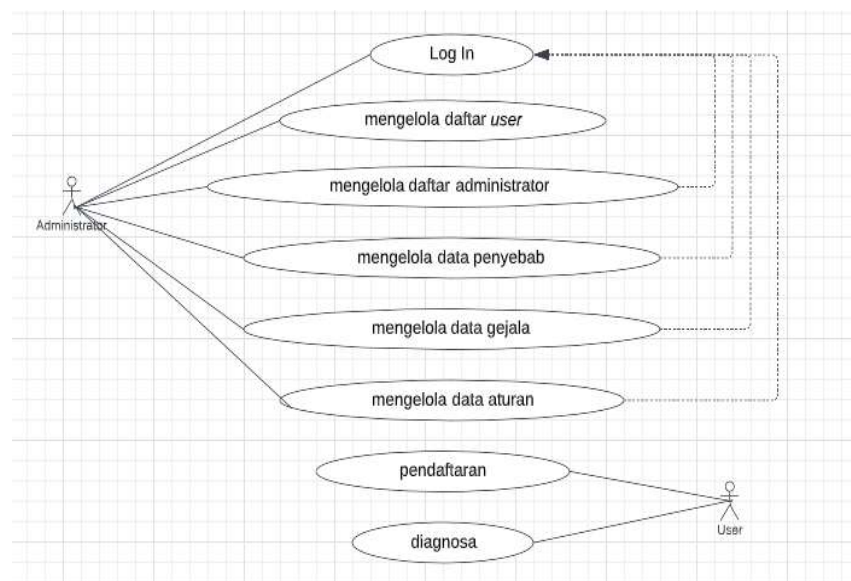 Log In
mengelola daftar user
mengelola daftar administrator
Administrator
mengelola data penyebab
mengelola data gejala
mengelola data aturan
pendaftaran
User
diagnosa